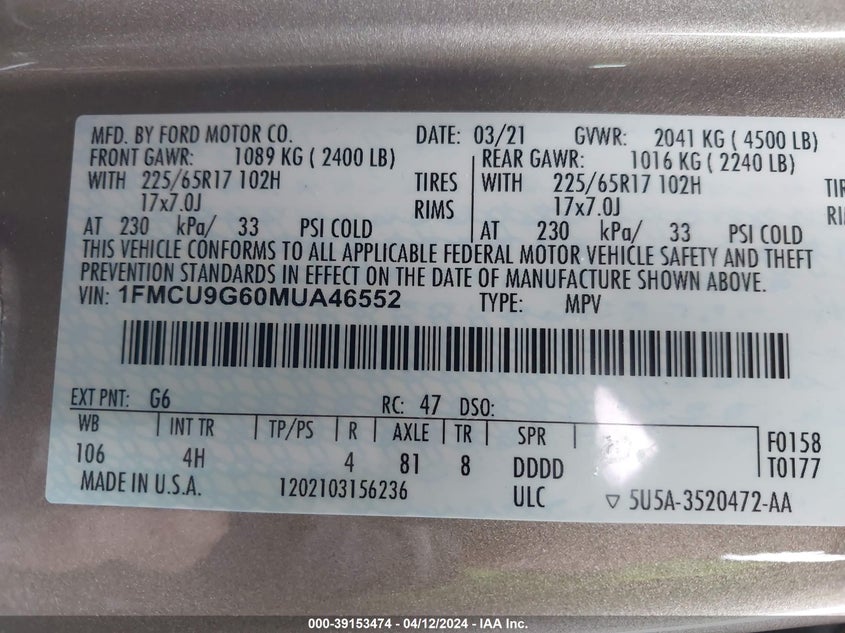 MFD. BY FORD MOTOR CO. DATE: 03/21 GVWR: 2041 KG ( 4500 LB)
FRONT GAWR: 1089 KG ( 2400 LB) REAR GAWR: 1016 KG ( 2240 LB)
WITH 225/65R17 102H TIRES WITH 225/65R17 102H
17x7.0J RIMS 17x7.0J
AT 230 kPa/ 33 PSI COLD AT 230 kPa/ 33 PSI COLD
THIS VEHICLE CONFORMS TO ALL APPLICABLE FEDERAL MOTOR VEHICLE SAFETY AND THEFT
PREVENTION STANDARDS IN EFFECT ON THE DATE OF MANUFACTURE SHOWN ABOVE.
VIN: 1FMCU9G60MUA46552 TYPE: MPV
EXT PNT: G6 RC: 47 DSO:
WB INT TR TP/PS R AXLE TR SPR F0158
106 4H 4 81 8 DDDD T0177
MADE IN U.S.A. 1202103156236 ULC ▽ 5U5A-3520472-AA
000-39153474 - 04/12/2024 - IAA Inc.